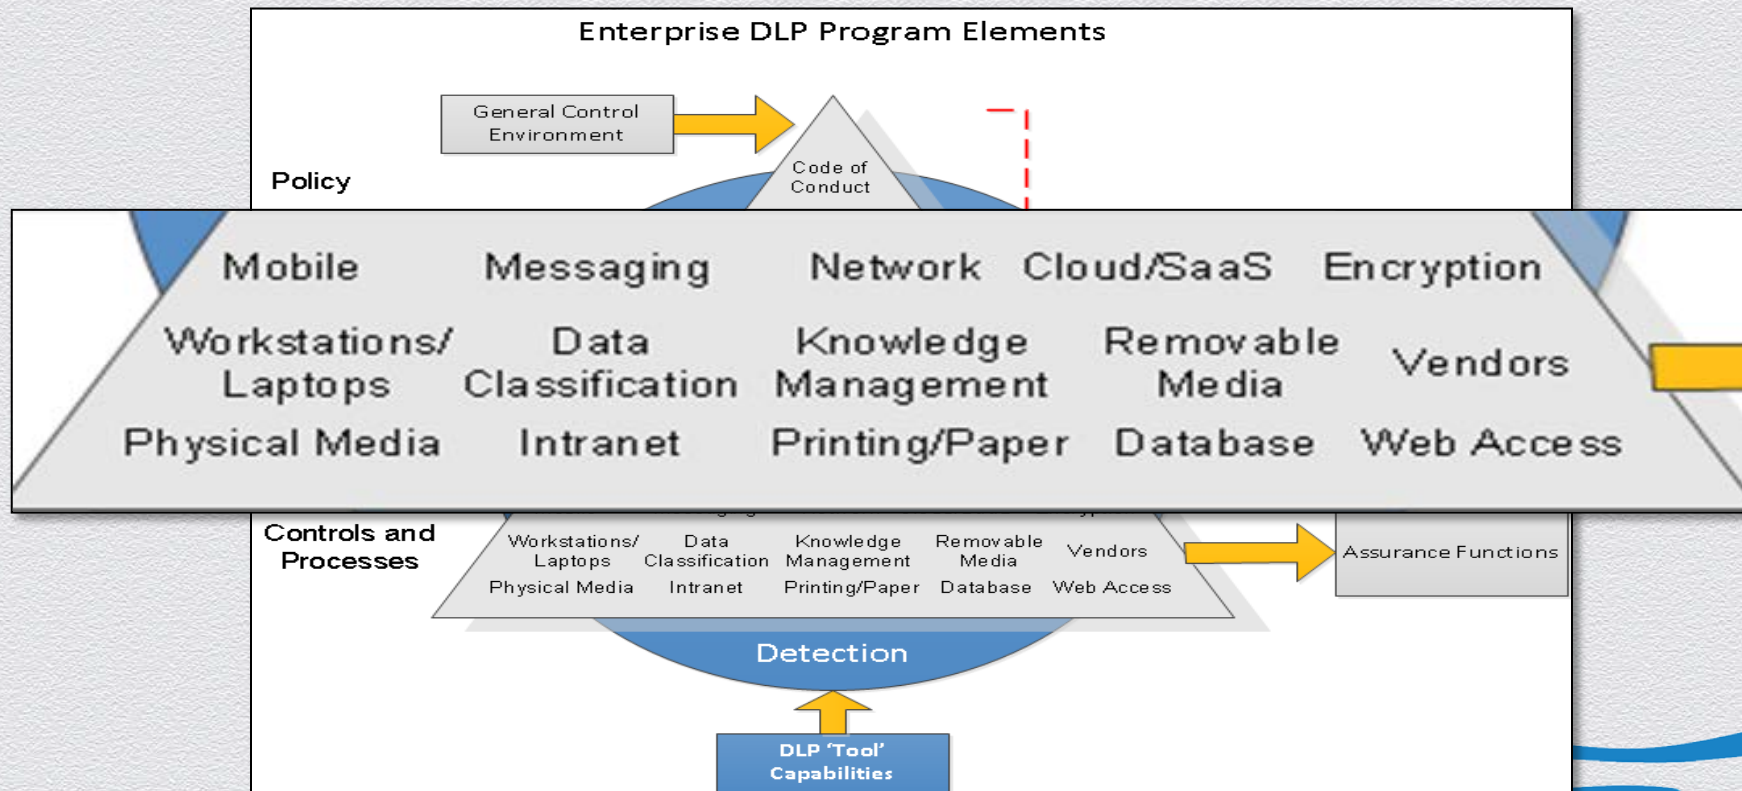 Enterprise DLP Program Elements
General Control
Environment
Code of
Conduct
Policy
Mobile Messaging Network Cloud/SaaS Encryption
Workstations/ Data Knowledge Removable Vendors
Laptops Classification Management Media
Physical Media Intranet Printing/Paper Database Web Access
Controls and
Processes
Workstations/ Data Knowledge Removable Vendors
Laptops Classification Management Media
Physical Media Intranet Printing/Paper Database Web Access
Assurance Functions
Detection
DLP ‘Tool’
Capabilities